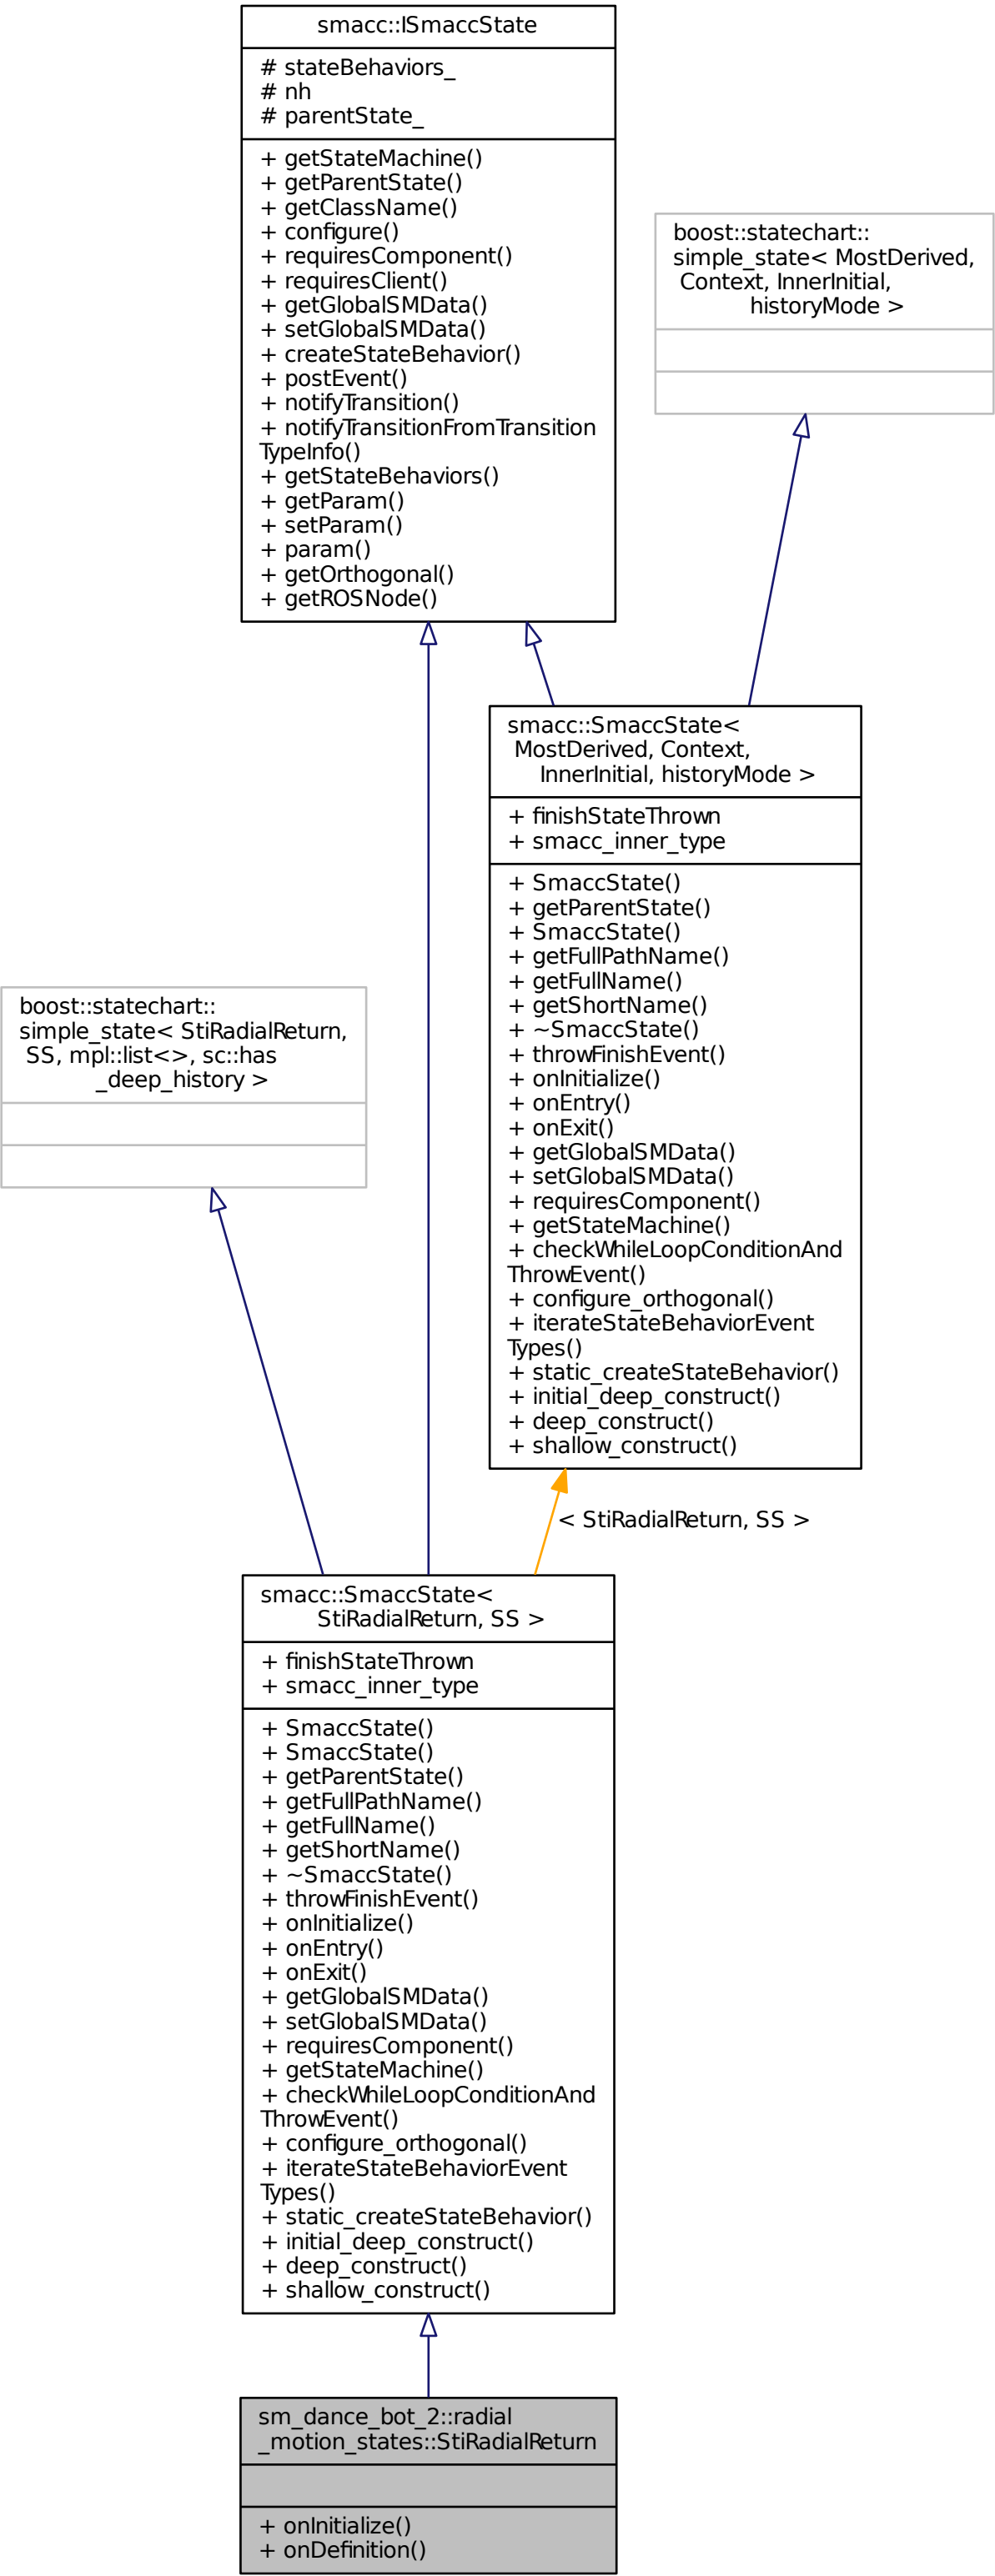 smacc::ISmaccState
# stateBehaviors_
# nh
# parentState_
+ getStateMachine()
+ getParentState()
+ getClassName()
+ configure()
+ requiresComponent()
+ requiresClient()
+ getGlobalSMData()
+ setGlobalSMData()
+ createStateBehavior()
+ postEvent()
+ notifyTransition()
+ notifyTransitionFromTransition
TypeInfo()
+ getStateBehaviors()
+ getParam()
+ setParam()
+ param()
+ getOrthogonal()
+ getROSNode()
boost::statechart::
simple_state< MostDerived,
Context, InnerInitial,
historyMode >
smacc::SmaccState<
MostDerived, Context,
InnerInitial, historyMode >
+ finishStateThrown
+ smacc_inner_type
+ SmaccState()
+ getParentState()
+ SmaccState()
+ getFullPathName()
+ getFullName()
+ getShortName()
+ ~SmaccState()
+ throwFinishEvent()
+ onInitialize()
+ onEntry()
+ onExit()
+ getGlobalSMData()
+ setGlobalSMData()
+ requiresComponent()
+ getStateMachine()
+ checkWhileLoopConditionAnd
ThrowEvent()
+ configure_orthogonal()
+ iterateStateBehaviorEvent
Types()
+ static_createStateBehavior()
+ initial_deep_construct()
+ deep_construct()
+ shallow_construct()
boost::statechart::
simple_state< StiRadialReturn,
SS, mpl::list<>, sc::has
_deep_history >
< StiRadialReturn, SS >
smacc::SmaccState<
StiRadialReturn, SS >
+ finishStateThrown
+ smacc_inner_type
+ SmaccState()
+ SmaccState()
+ getParentState()
+ getFullPathName()
+ getFullName()
+ getShortName()
+ ~SmaccState()
+ throwFinishEvent()
+ onInitialize()
+ onEntry()
+ onExit()
+ getGlobalSMData()
+ setGlobalSMData()
+ requiresComponent()
+ getStateMachine()
+ checkWhileLoopConditionAnd
ThrowEvent()
+ configure_orthogonal()
+ iterateStateBehaviorEvent
Types()
+ static_createStateBehavior()
+ initial_deep_construct()
+ deep_construct()
+ shallow_construct()
sm_dance_bot_2::radial
_motion_states::StiRadialReturn
+ onInitialize()
+ onDefinition()